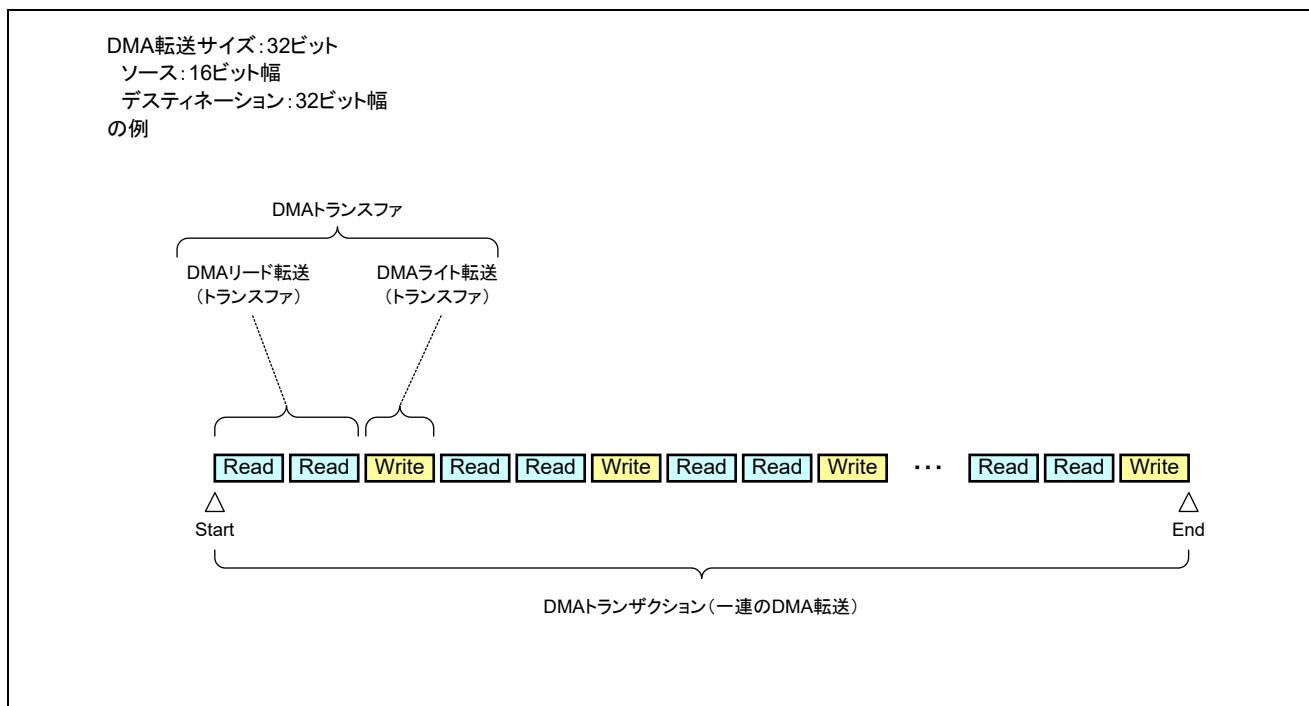 DMA転送サイズ:32ビット
ソース:16ビット幅
デスティネーション:32ビット幅
の例
DMAトランスファ
DMAリード転送
(トランスファ)
DMAライト転送
(トランスファ)
Read Read Write Read Read Write Read Read Write ... Read Read Write
Start
End
DMAトランザクション(一連のDMA転送)